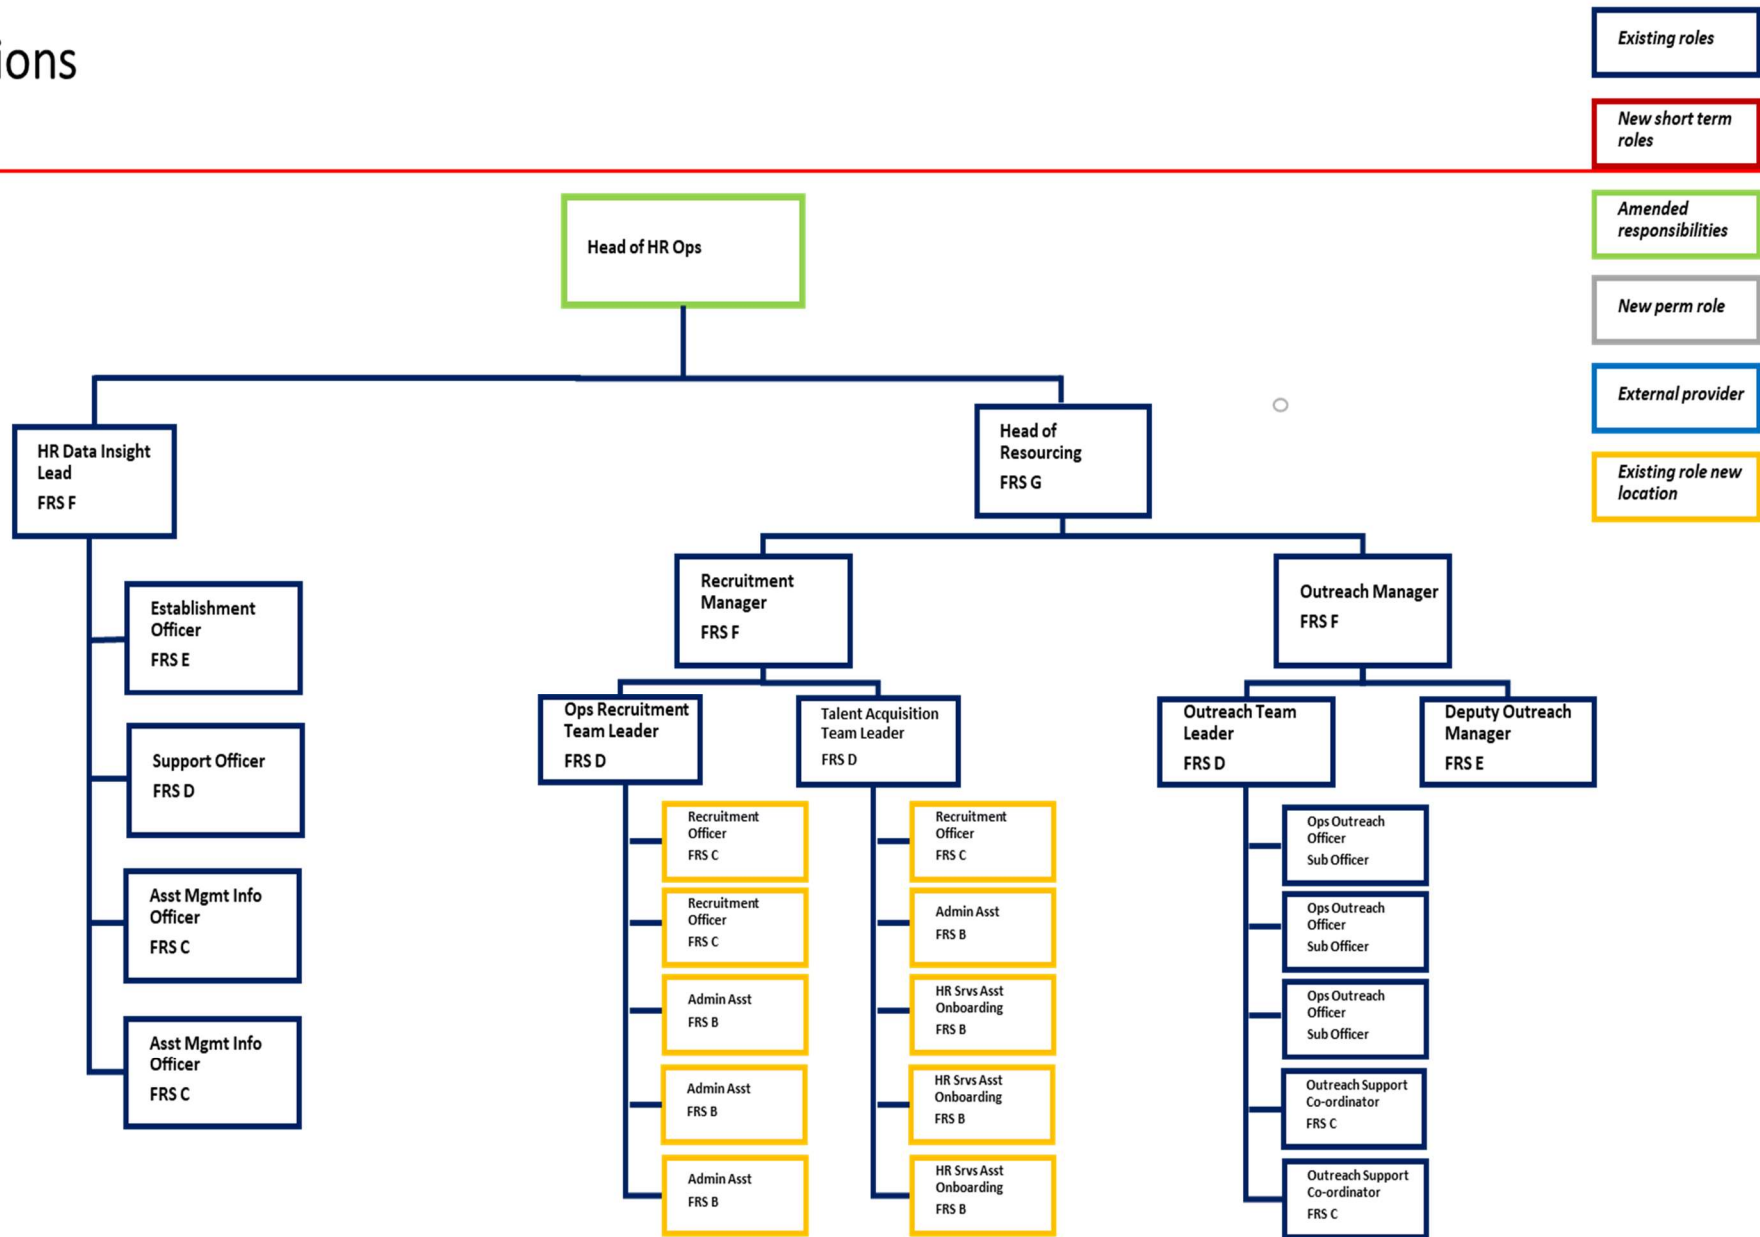 ions
Existing roles
New short term
roles
Amended
responsibilities
New perm role
External provider
Existing role new
location
Head of HR Ops
HR Data Insight
Lead
FRS F
Head of
Resourcing
FRS G
Establishment
Officer
FRS E
Support Officer
FRS D
Asst Mgmt Info
Officer
FRS C
Asst Mgmt Info
Officer
FRS C
Recruitment
Manager
FRS F
Outreach Manager
FRS F
Ops Recruitment
Team Leader
FRS D
Talent Acquisition
Team Leader
FRS D
Outreach Team
Leader
FRS D
Deputy Outreach
Manager
FRS E
Recruitment
Officer
FRS C
Recruitment
Officer
FRS C
Admin Asst
FRS B
Admin Asst
FRS B
Admin Asst
FRS B
Recruitment
Officer
FRS C
Admin Asst
FRS B
HR Srvs Asst
Onboarding
FRS B
HR Srvs Asst
Onboarding
FRS B
HR Srvs Asst
Onboarding
FRS B
Ops Outreach
Officer
Sub Officer
Ops Outreach
Officer
Sub Officer
Ops Outreach
Officer
Sub Officer
Outreach Support
Co-ordinator
FRS C
Outreach Support
Co-ordinator
FRS C